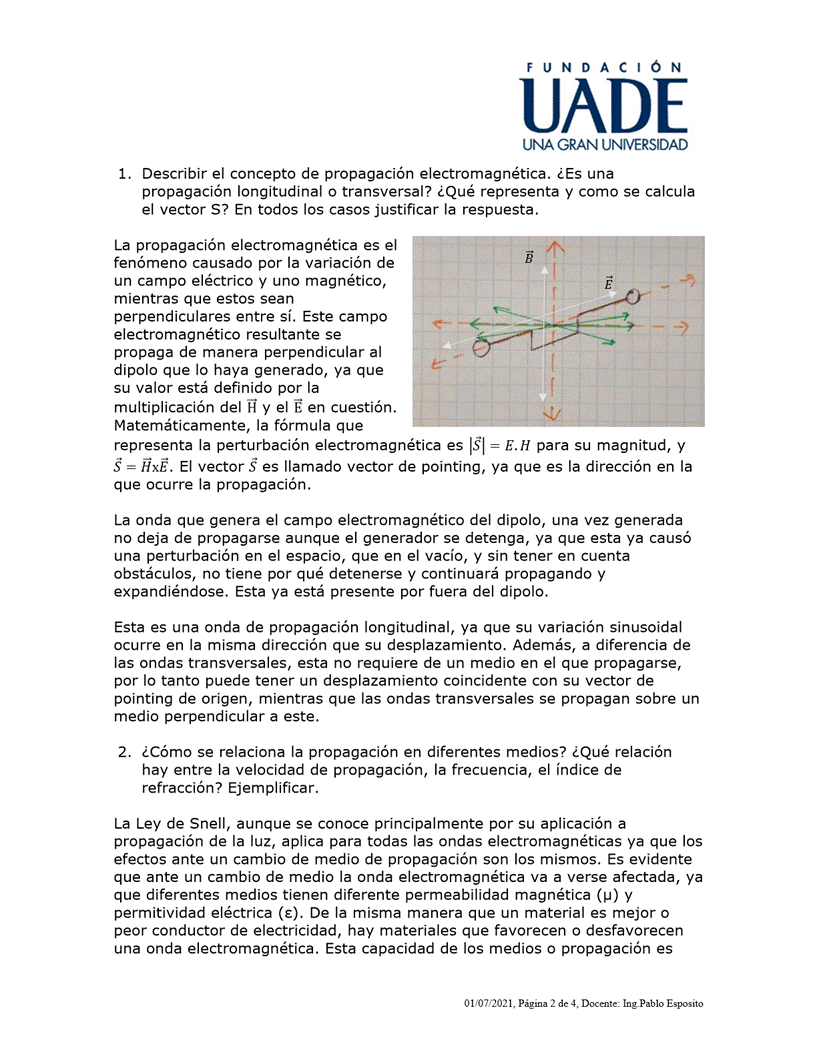 FUNDACIÓN
UADE
UNA GRAN UNIVERSIDAD
1. Describir el concepto de propagación electromagnética. ¿Es una
propagación longitudinal o transversal? ¿Qué representa y como se calcula
el vector S? En todos los casos justificar la respuesta.
La propagación electromagnética es el
fenómeno causado por la variación de
un campo eléctrico y uno magnético,
mientras que estos sean
perpendiculares entre sí. Este campo
electromagnético resultante se
propaga de manera perpendicular al
dipolo que lo haya generado, ya que
su valor está definido por la
multiplicación del H⃗ y el E⃗ en cuestión.
Matemáticamente, la fórmula que
B⃗
E⃗
representa la perturbación electromagnética es |S⃗| = E.H para su magnitud, y
S⃗ = H⃗xE⃗. El vector S⃗ es llamado vector de pointing, ya que es la dirección en la
que ocurre la propagación.
La onda que genera el campo electromagnético del dipolo, una vez generada
no deja de propagarse aunque el generador se detenga, ya que esta ya causó
una perturbación en el espacio, que en el vacío, y sin tener en cuenta
obstáculos, no tiene por qué detenerse y continuará propagando y
expandiéndose. Esta ya está presente por fuera del dipolo.
Esta es una onda de propagación longitudinal, ya que su variación sinusoidal
ocurre en la misma dirección que su desplazamiento. Además, a diferencia de
las ondas transversales, esta no requiere de un medio en el que propagarse,
por lo tanto puede tener un desplazamiento coincidente con su vector de
pointing de origen, mientras que las ondas transversales se propagan sobre un
medio perpendicular a este.
2. ¿Cómo se relaciona la propagación en diferentes medios? ¿Qué relación
hay entre la velocidad de propagación, la frecuencia, el índice de
refracción? Ejemplificar.
La Ley de Snell, aunque se conoce principalmente por su aplicación a
propagación de la luz, aplica para todas las ondas electromagnéticas ya que los
efectos ante un cambio de medio de propagación son los mismos. Es evidente
que ante un cambio de medio la onda electromagnética va a verse afectada, ya
que diferentes medios tienen diferente permeabilidad magnética (μ) y
permitividad eléctrica (ε). De la misma manera que un material es mejor o
peor conductor de electricidad, hay materiales que favorecen o desfavorecen
una onda electromagnética. Esta capacidad de los medios o propagación es
01/07/2021, Página 2 de 4, Docente: Ing.Pablo Esposito